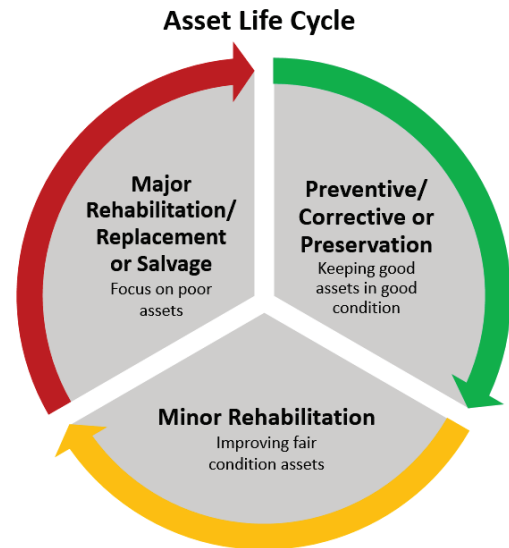 Asset Life Cycle
Major
Rehabilitation/
Replacement
or Salvage
Focus on poor
assets
Preventive/
Corrective or
Preservation
Keeping good
assets in good
condition
Minor Rehabilitation
Improving fair
condition assets